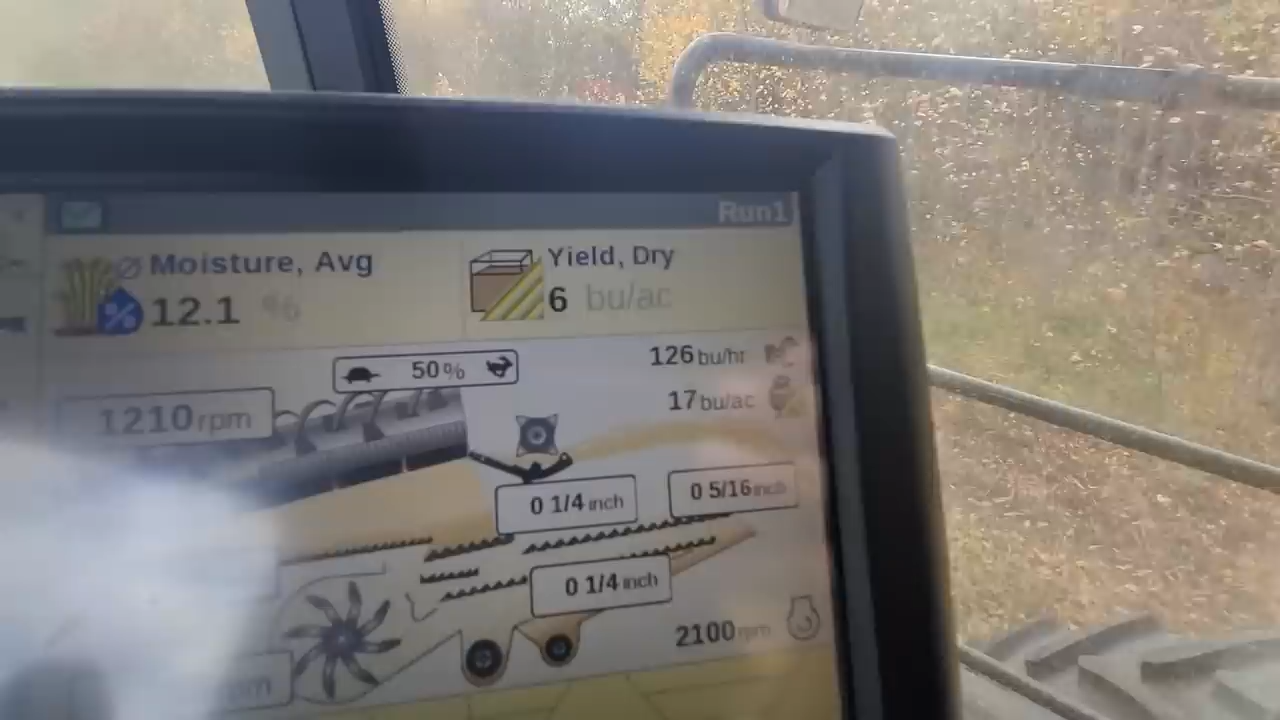 Run1
Moisture, Avg
12.1 %
Yield, Dry
6 bu/ac
126 bu/hr
50%
17 bu/ac
1210 rpm
0 1/4 inch
0 5/16 inch
0 1/4 inch
2100 rpm